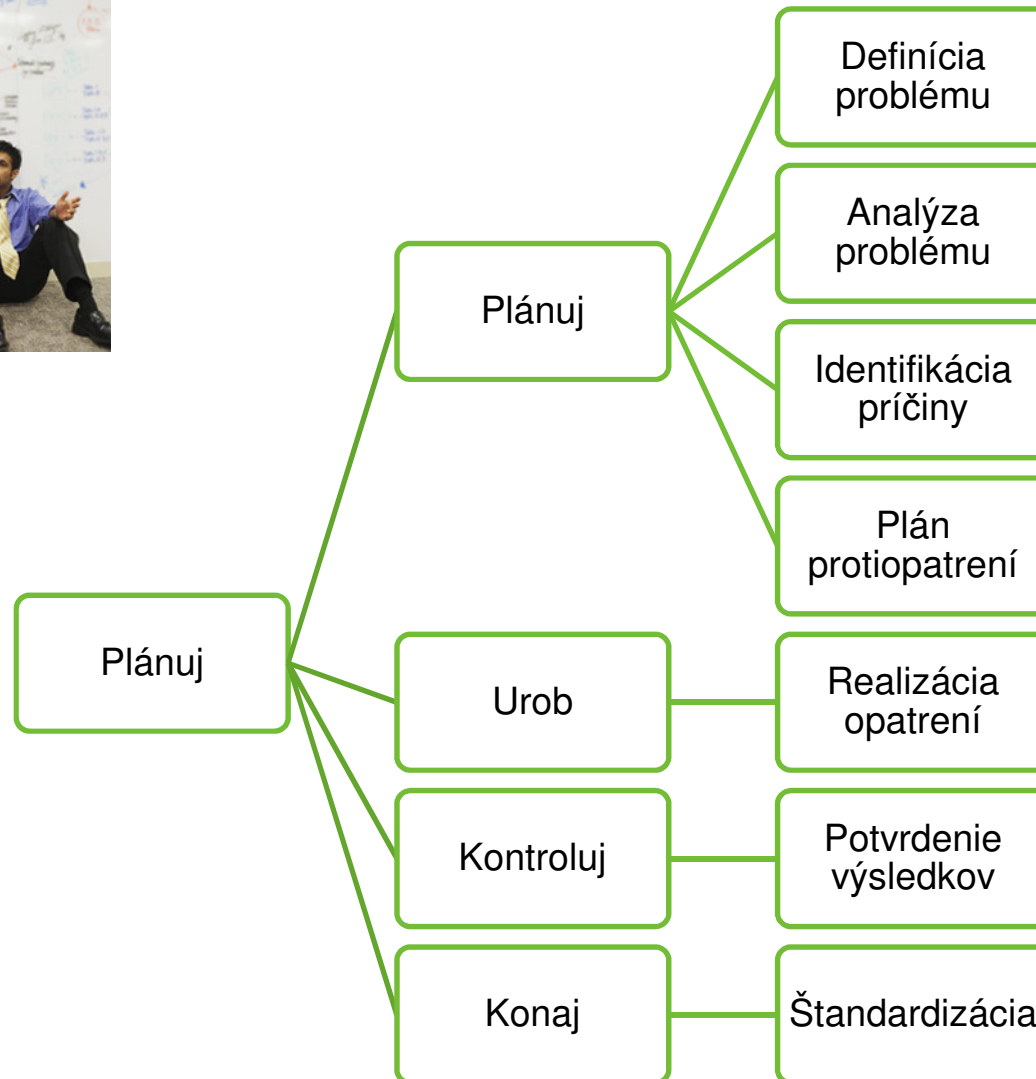 Definícia
problému
Analýza
problému
Plánuj
Identifikácia
príčiny
Plán
protiopatrení
Plánuj
Urob
Realizácia
opatrení
Kontroluj
Potvrdenie
výsledkov
Konaj
Štandardizácia